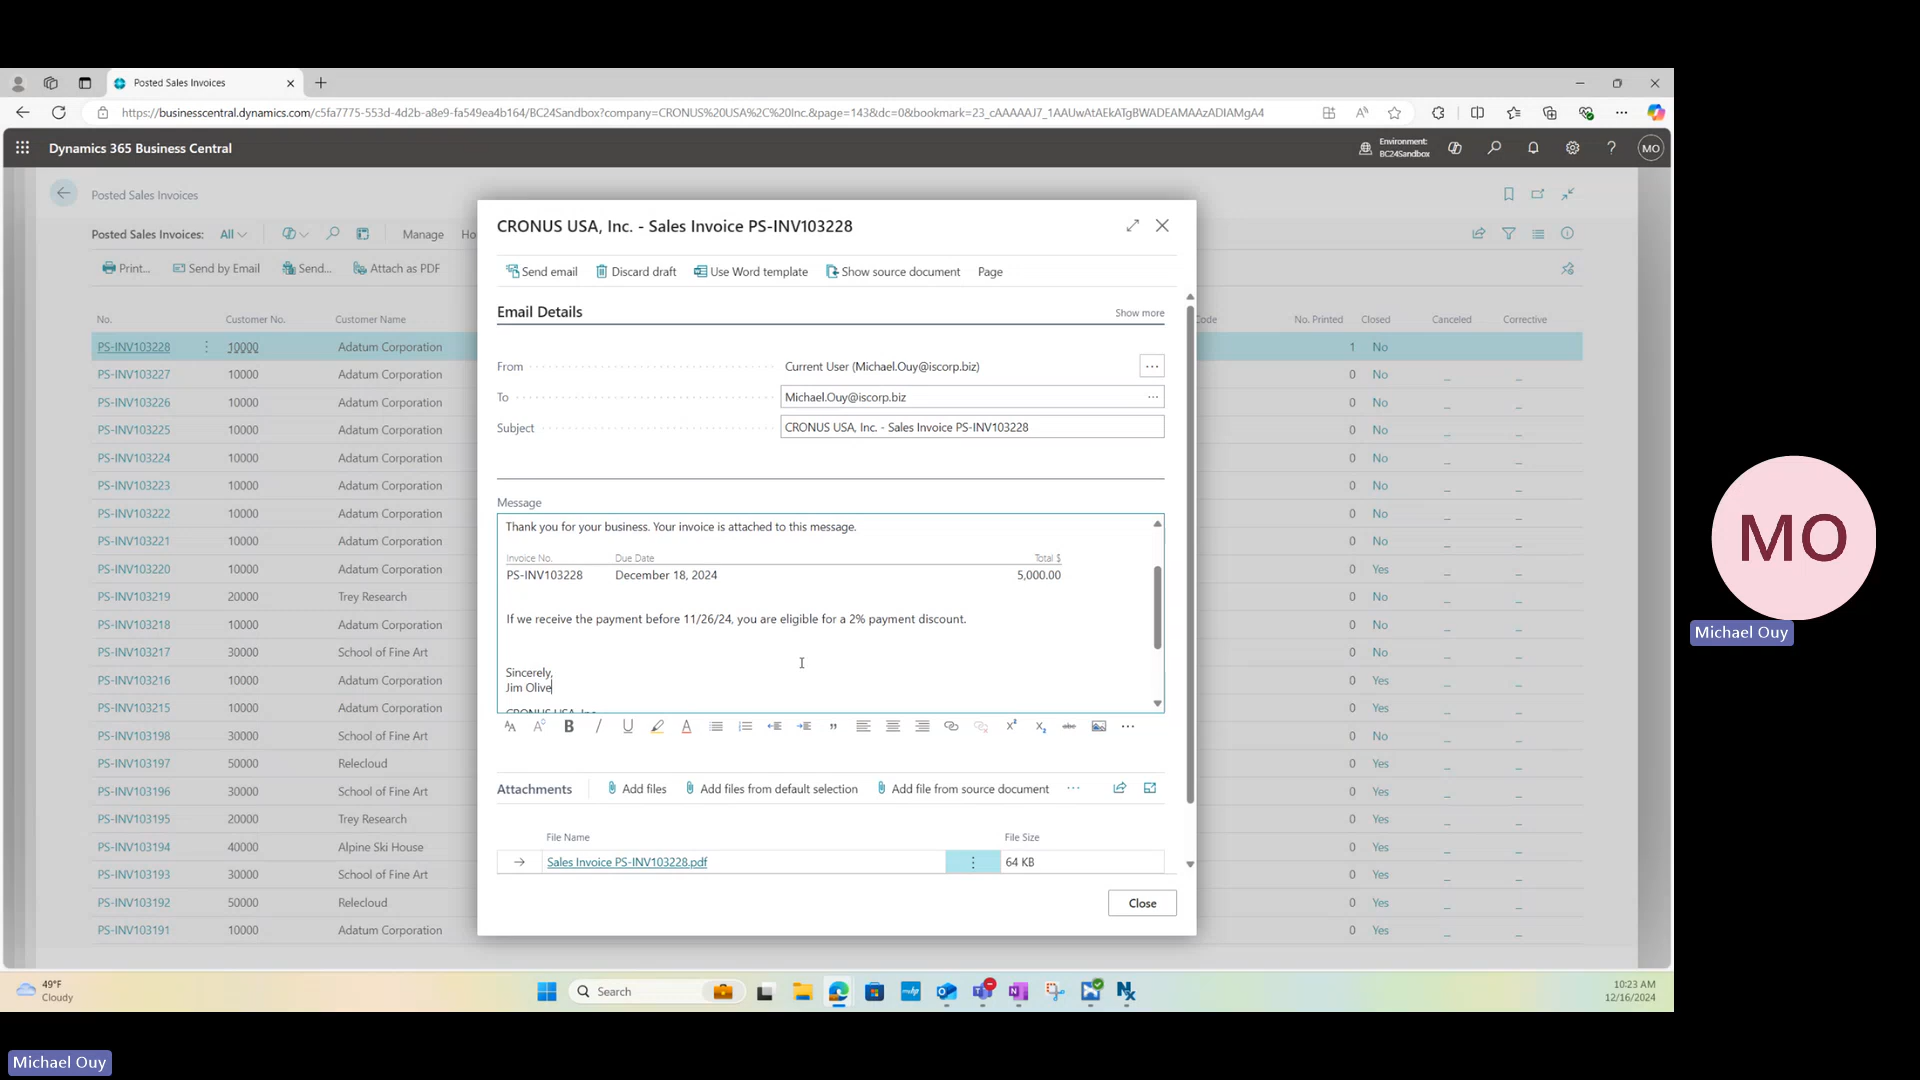 Posted Sales Invoices
https://businesscentral.dynamics.com/c5fa7775-553d-4d2b-a8e9-fa549ea4b164/BC24Sandbox?company=CRONUS%20USA%2C%20Inc.&page=143&dc=0&bookmark=23_cAAAAAJ7_1AAUwAtAEkATgBWADEAMAAzADIAMgA4
Dynamics 365 Business Central
Environment:
BC24Sandbox
MO
Posted Sales Invoices
Posted Sales Invoices: All Manage Ho
Print... Send by Email Send... Attach as PDF
No. Customer No. Customer Name Code No. Printed Closed Canceled Corrective
PS-INV103228 10000 Adatum Corporation 1 No
PS-INV103227 10000 Adatum Corporation 0 No _ _
PS-INV103226 10000 Adatum Corporation 0 No _ _
PS-INV103225 10000 Adatum Corporation 0 No _ _
PS-INV103224 10000 Adatum Corporation 0 No _ _
PS-INV103223 10000 Adatum Corporation 0 No _ _
PS-INV103222 10000 Adatum Corporation 0 No _ _
PS-INV103221 10000 Adatum Corporation 0 No _ _
PS-INV103220 10000 Adatum Corporation 0 Yes _ _
PS-INV103219 20000 Trey Research 0 No _ _
PS-INV103218 10000 Adatum Corporation 0 No _ _
PS-INV103217 30000 School of Fine Art 0 No _ _
PS-INV103216 10000 Adatum Corporation 0 Yes _ _
PS-INV103215 10000 Adatum Corporation 0 Yes _ _
PS-INV103198 30000 School of Fine Art 0 No _ _
PS-INV103197 50000 Relecloud 0 Yes _ _
PS-INV103196 30000 School of Fine Art 0 Yes _ _
PS-INV103195 20000 Trey Research 0 Yes _ _
PS-INV103194 40000 Alpine Ski House 0 Yes _ _
PS-INV103193 30000 School of Fine Art 0 Yes _ _
PS-INV103192 50000 Relecloud 0 Yes _ _
PS-INV103191 10000 Adatum Corporation 0 Yes _ _
CRONUS USA, Inc. - Sales Invoice PS-INV103228
Send email Discard draft Use Word template Show source document Page
Email Details Show more
From Current User (Michael.Ouy@iscorp.biz) ...
To Michael.Ouy@iscorp.biz ...
Subject CRONUS USA, Inc. - Sales Invoice PS-INV103228
Message
Thank you for your business. Your invoice is attached to this message.
Invoice No. Due Date Total $
PS-INV103228 December 18, 2024 5,000.00
If we receive the payment before 11/26/24, you are eligible for a 2% payment discount.
Sincerely,
Jim Olive
CRONUS USA, Inc.
Attachments Add files Add files from default selection Add file from source document ...
File Name File Size
Sales Invoice PS-INV103228.pdf 64 KB
Close
49°F
Cloudy
Search
10:23 AM
12/16/2024
MO
Michael Ouy
Michael Ouy